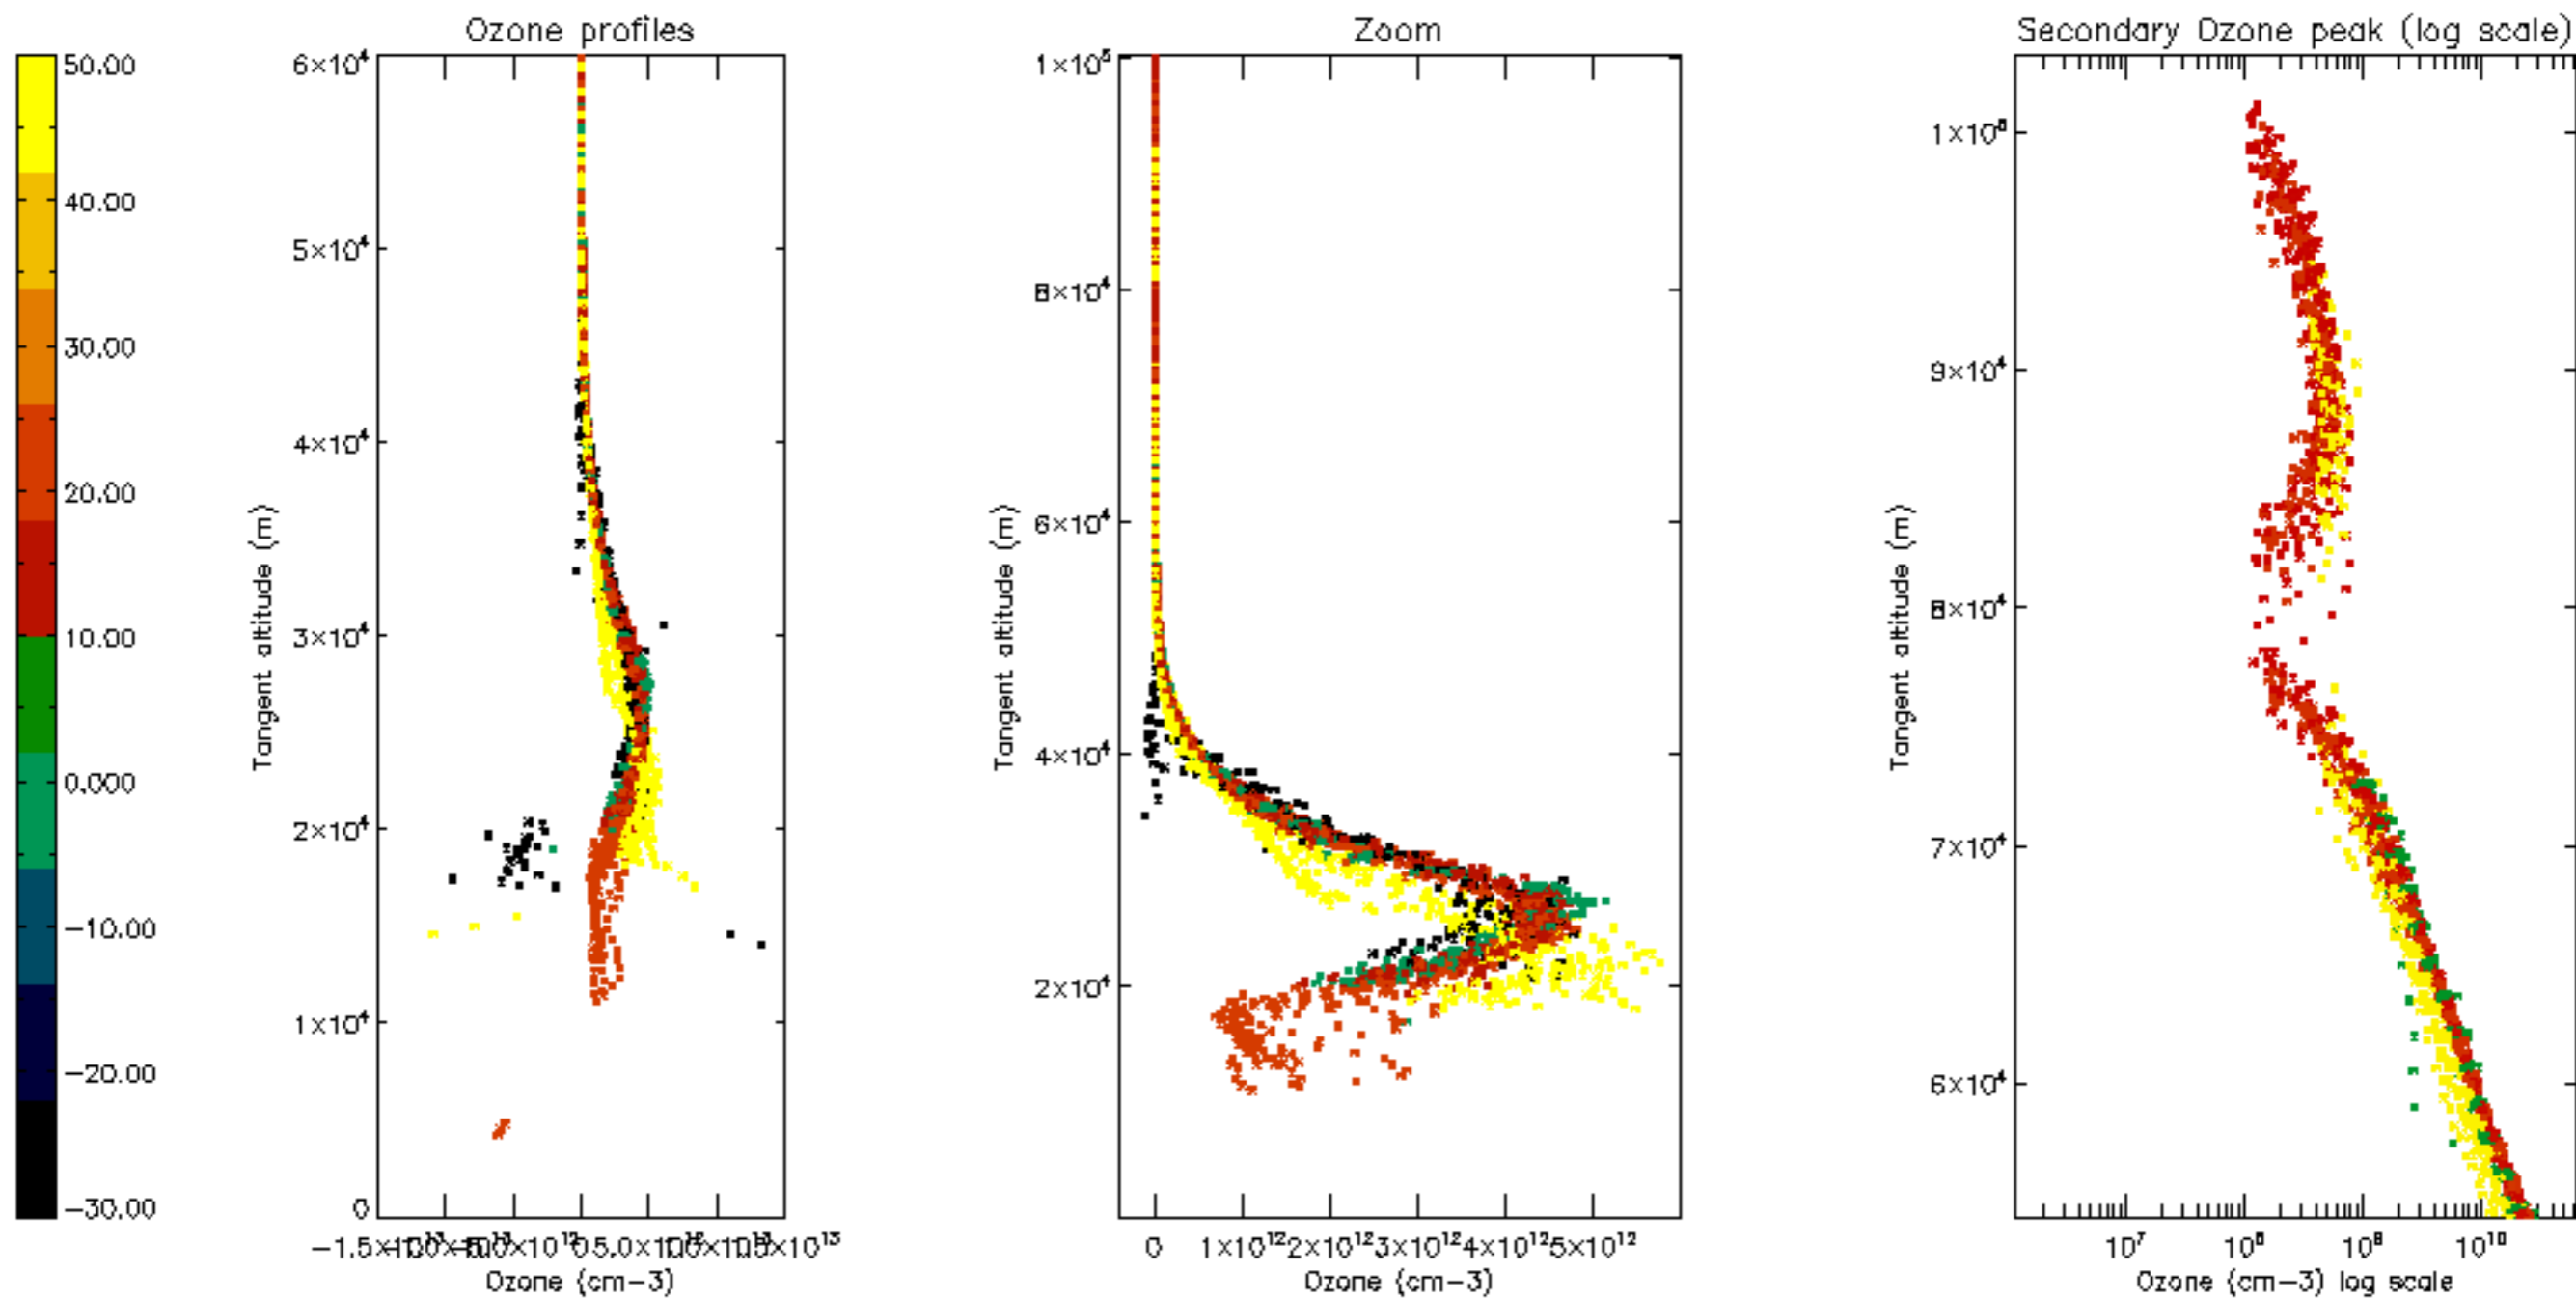 Ozone profiles
Zoom
Secondary Ozone peak (log scale)
50.00
40.00
30.00
20.00
10.00
0.000
−10.00
−20.00
−30.00
6×10⁴
5×10⁴
4×10⁴
3×10⁴
2×10⁴
1×10⁴
0
Tangent altitude (m)
5.0×10¹²
Ozone (cm−3)
1×10⁵
8×10⁴
6×10⁴
4×10⁴
2×10⁴
Tangent altitude (m)
0 1×10¹² 2×10¹² 3×10¹² 4×10¹² 5×10¹²
Ozone (cm−3)
9×10⁴
8×10⁴
7×10⁴
6×10⁴
Tangent altitude (m)
10⁷ 10⁸ 10⁹ 10¹⁰
Ozone (cm−3) log scale